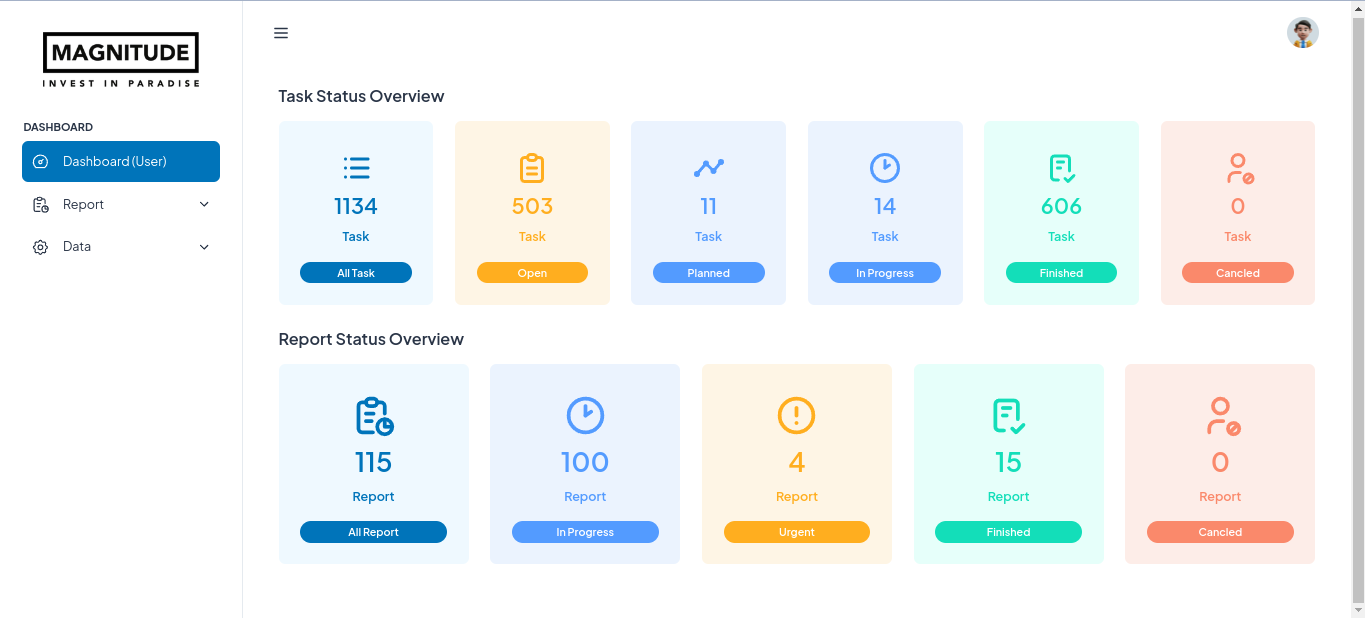 MAGNITUDE
INVEST IN PARADISE
DASHBOARD
Dashboard (User)
Report
Data
Task Status Overview
1134
Task
All Task
503
Task
Open
11
Task
Planned
14
Task
In Progress
606
Task
Finished
0
Task
Cancled
Report Status Overview
115
Report
All Report
100
Report
In Progress
4
Report
Urgent
15
Report
Finished
0
Report
Cancled